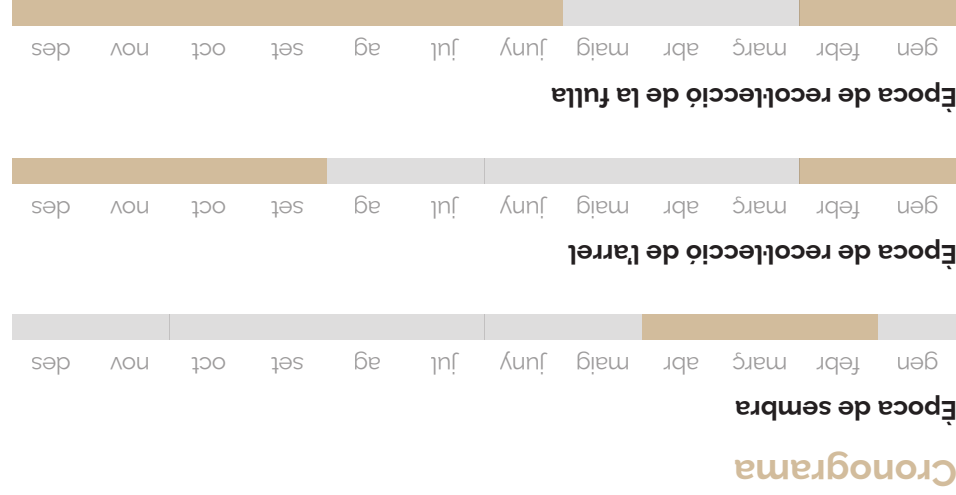 Cronograma
Època de sembra
gen febr març abr maig juny jul ag set oct nov des
Època de recol·lecció de l'arrel
gen febr març abr maig juny jul ag set oct nov des
Època de recol·lecció de la fulla
gen febr març abr maig juny jul ag set oct nov des